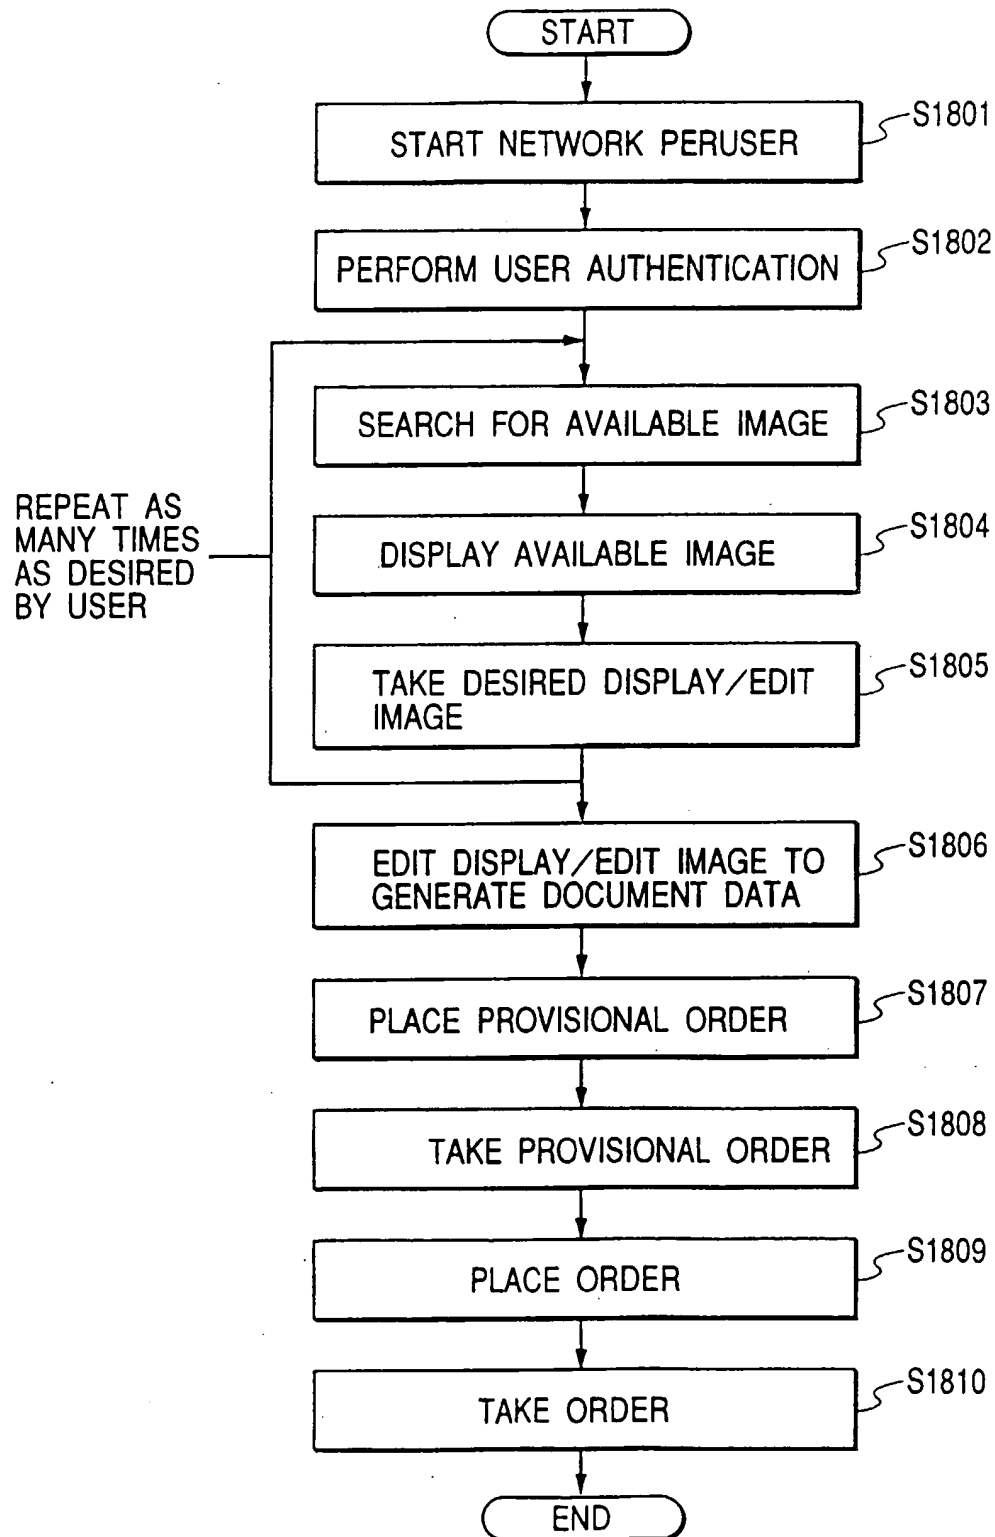 START
START NETWORK PERUSER
S1801
PERFORM USER AUTHENTICATION
S1802
SEARCH FOR AVAILABLE IMAGE
S1803
REPEAT AS
MANY TIMES
AS DESIRED
BY USER
DISPLAY AVAILABLE IMAGE
S1804
TAKE DESIRED DISPLAY/EDIT
IMAGE
S1805
EDIT DISPLAY/EDIT IMAGE TO
GENERATE DOCUMENT DATA
S1806
PLACE PROVISIONAL ORDER
S1807
TAKE PROVISIONAL ORDER
S1808
PLACE ORDER
S1809
TAKE ORDER
S1810
END